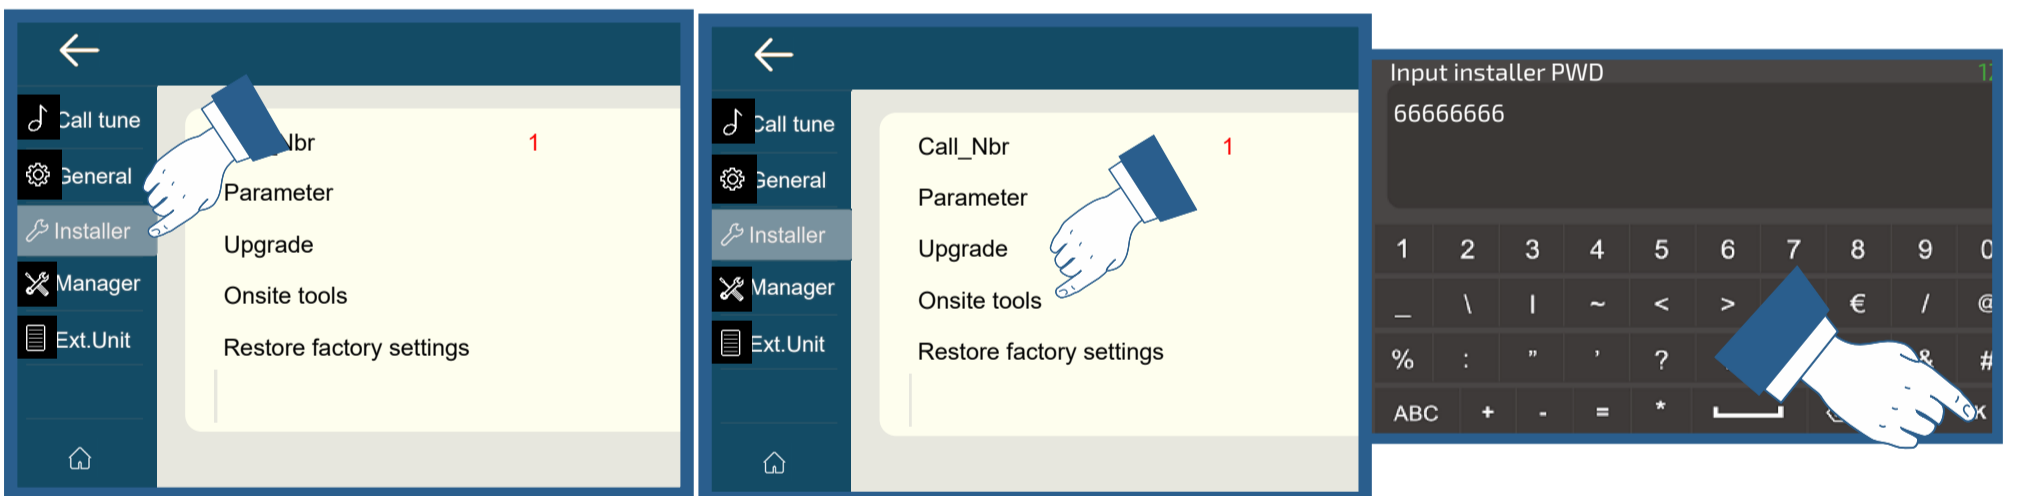 Call tune
General
Installer
Manager
Ext.Unit
Nbr 1
Parameter
Upgrade
Onsite tools
Restore factory settings
Call tune
General
Installer
Manager
Ext.Unit
Call_Nbr 1
Parameter
Upgrade
Onsite tools
Restore factory settings
Input installer PWD
66666666
1 2 3 4 5 6 7 8 9 0
_ \ | ~ < > € / @
% : " ' ? & #
ABC + - = * K